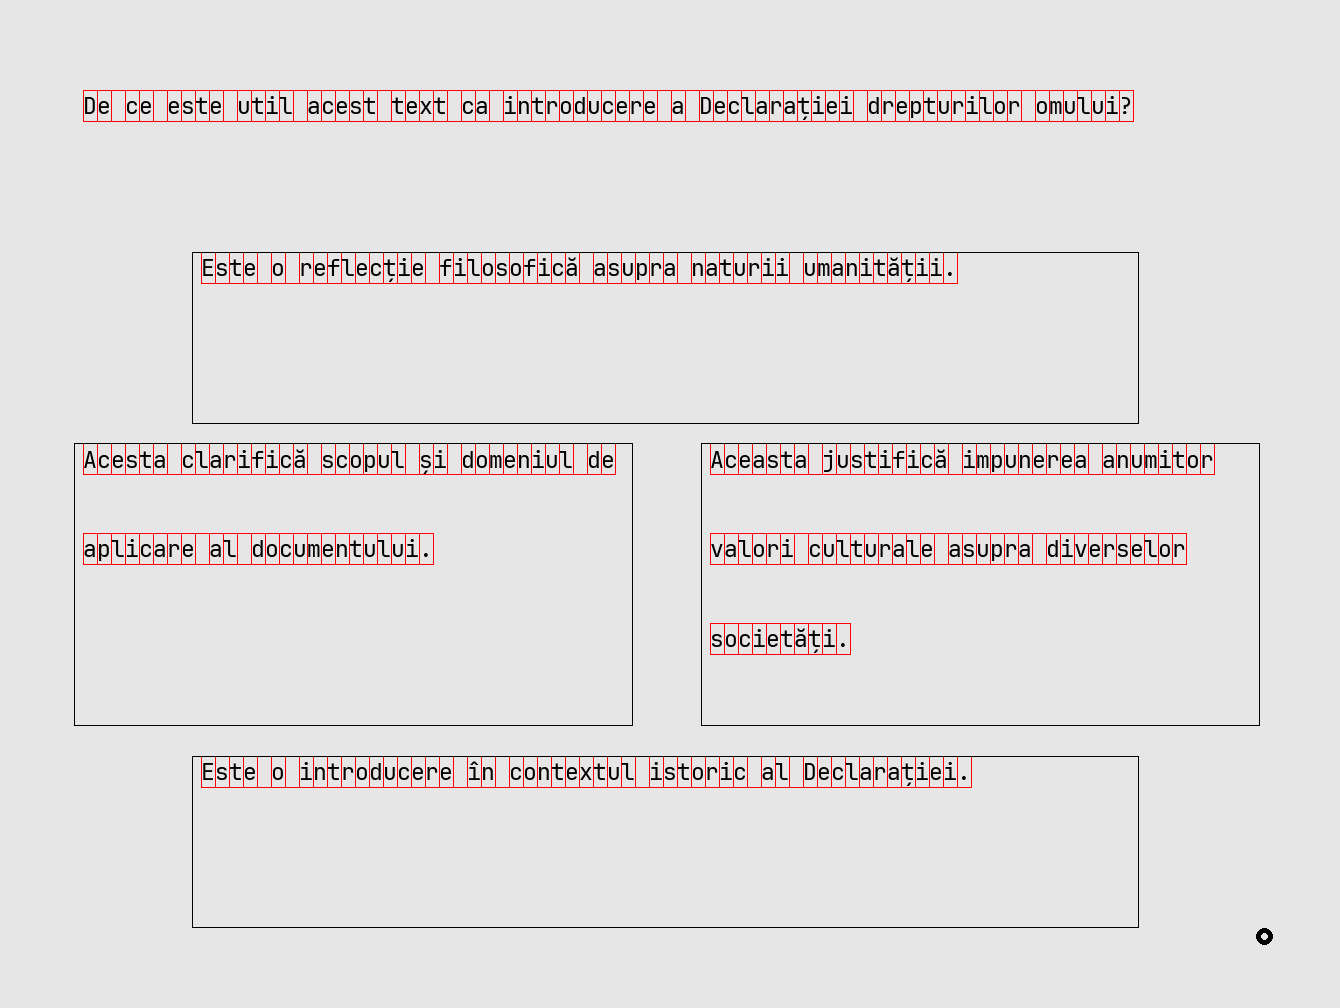 De ce este util acest text ca introducere a Declarației drepturilor omului?
Este o reflecție filosofică asupra naturii umanității.
Acesta clarifică scopul și domeniul de
aplicare al documentului.
Aceasta justifică impunerea anumitor
valori culturale asupra diverselor
societăți.
Este o introducere în contextul istoric al Declarației.